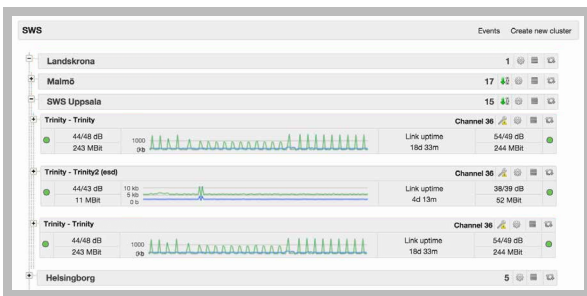 SWS Events Create new cluster
Landskrona 1
Malmö 17
SWS Uppsala 15
Trinity - Trinity Channel 36
44/48 dB 1000 Link uptime 54/49 dB
243 MBit 0 b 18d 33m 244 MBit
Trinity - Trinity2 (esd) Channel 36
44/43 dB 10 kb Link uptime 38/39 dB
11 MBit 5 kb 4d 13m 52 MBit
0 b
Trinity - Trinity Channel 36
44/48 dB 1000 Link uptime 54/49 dB
243 MBit 0 b 18d 33m 244 MBit
Helsingborg 5